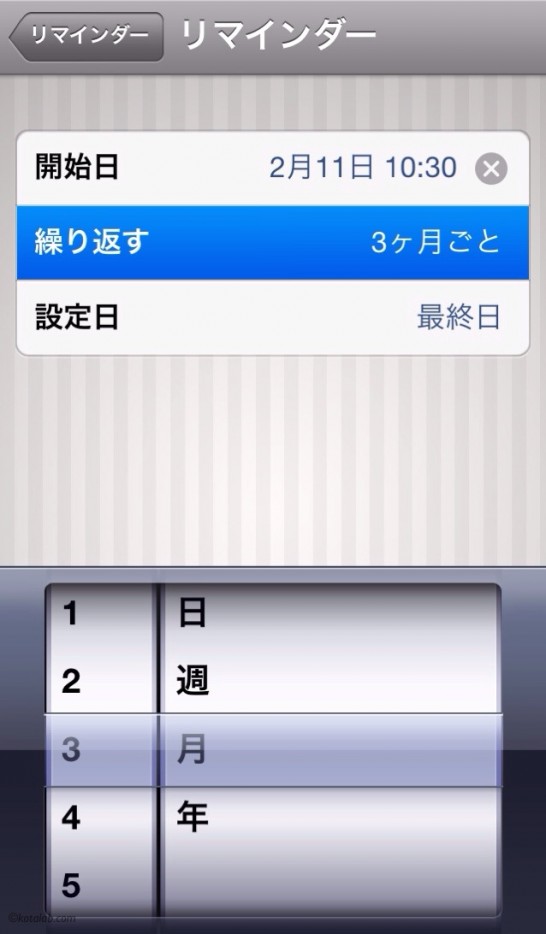 リマインダー リマインダー
開始日 2月11日 10:30
繰り返す 3ヶ月ごと
設定日 最終日
1 日
2 週
3 月
4 年
5